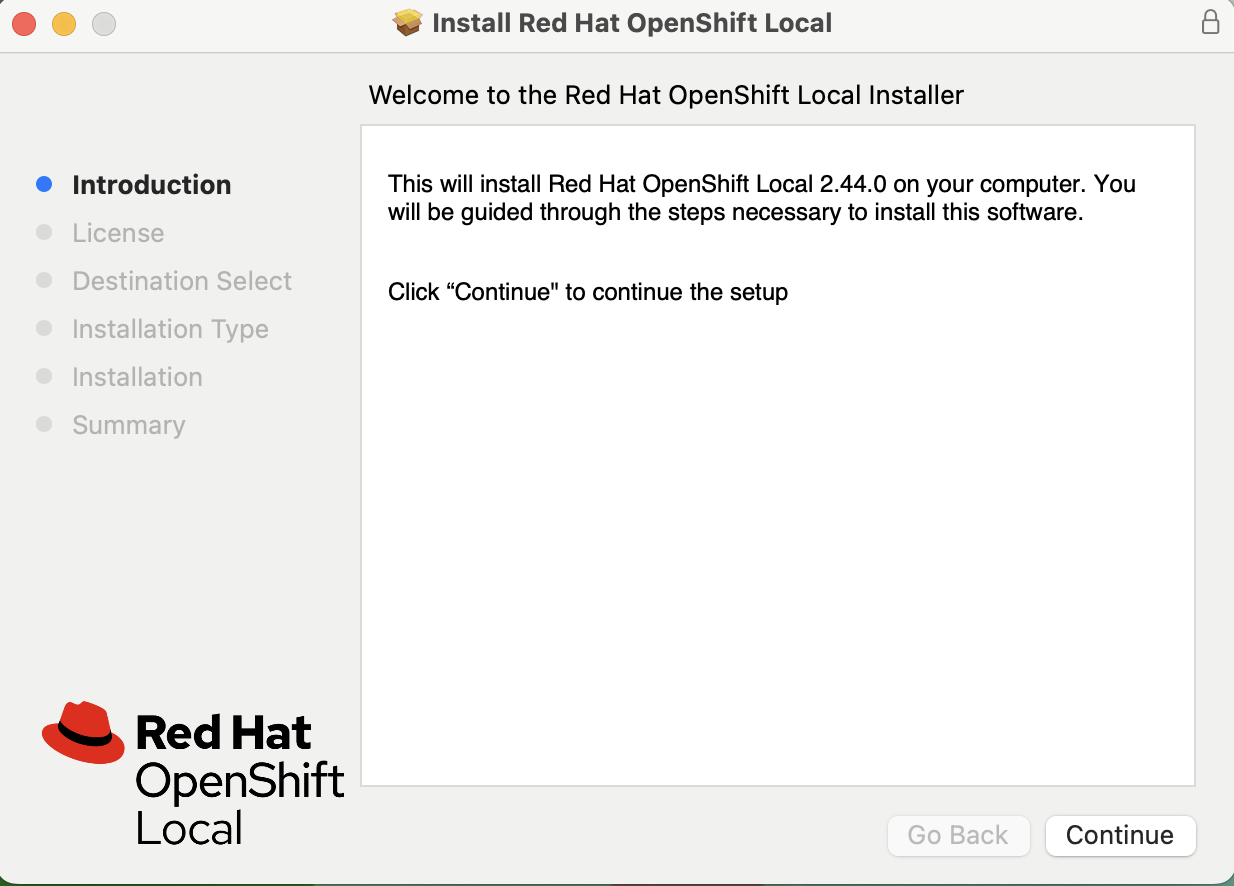 Install Red Hat OpenShift Local
Welcome to the Red Hat OpenShift Local Installer
Introduction
License
Destination Select
Installation Type
Installation
Summary
This will install Red Hat OpenShift Local 2.44.0 on your computer. You
will be guided through the steps necessary to install this software.
Click “Continue" to continue the setup
Red Hat
OpenShift
Local
Go Back
Continue